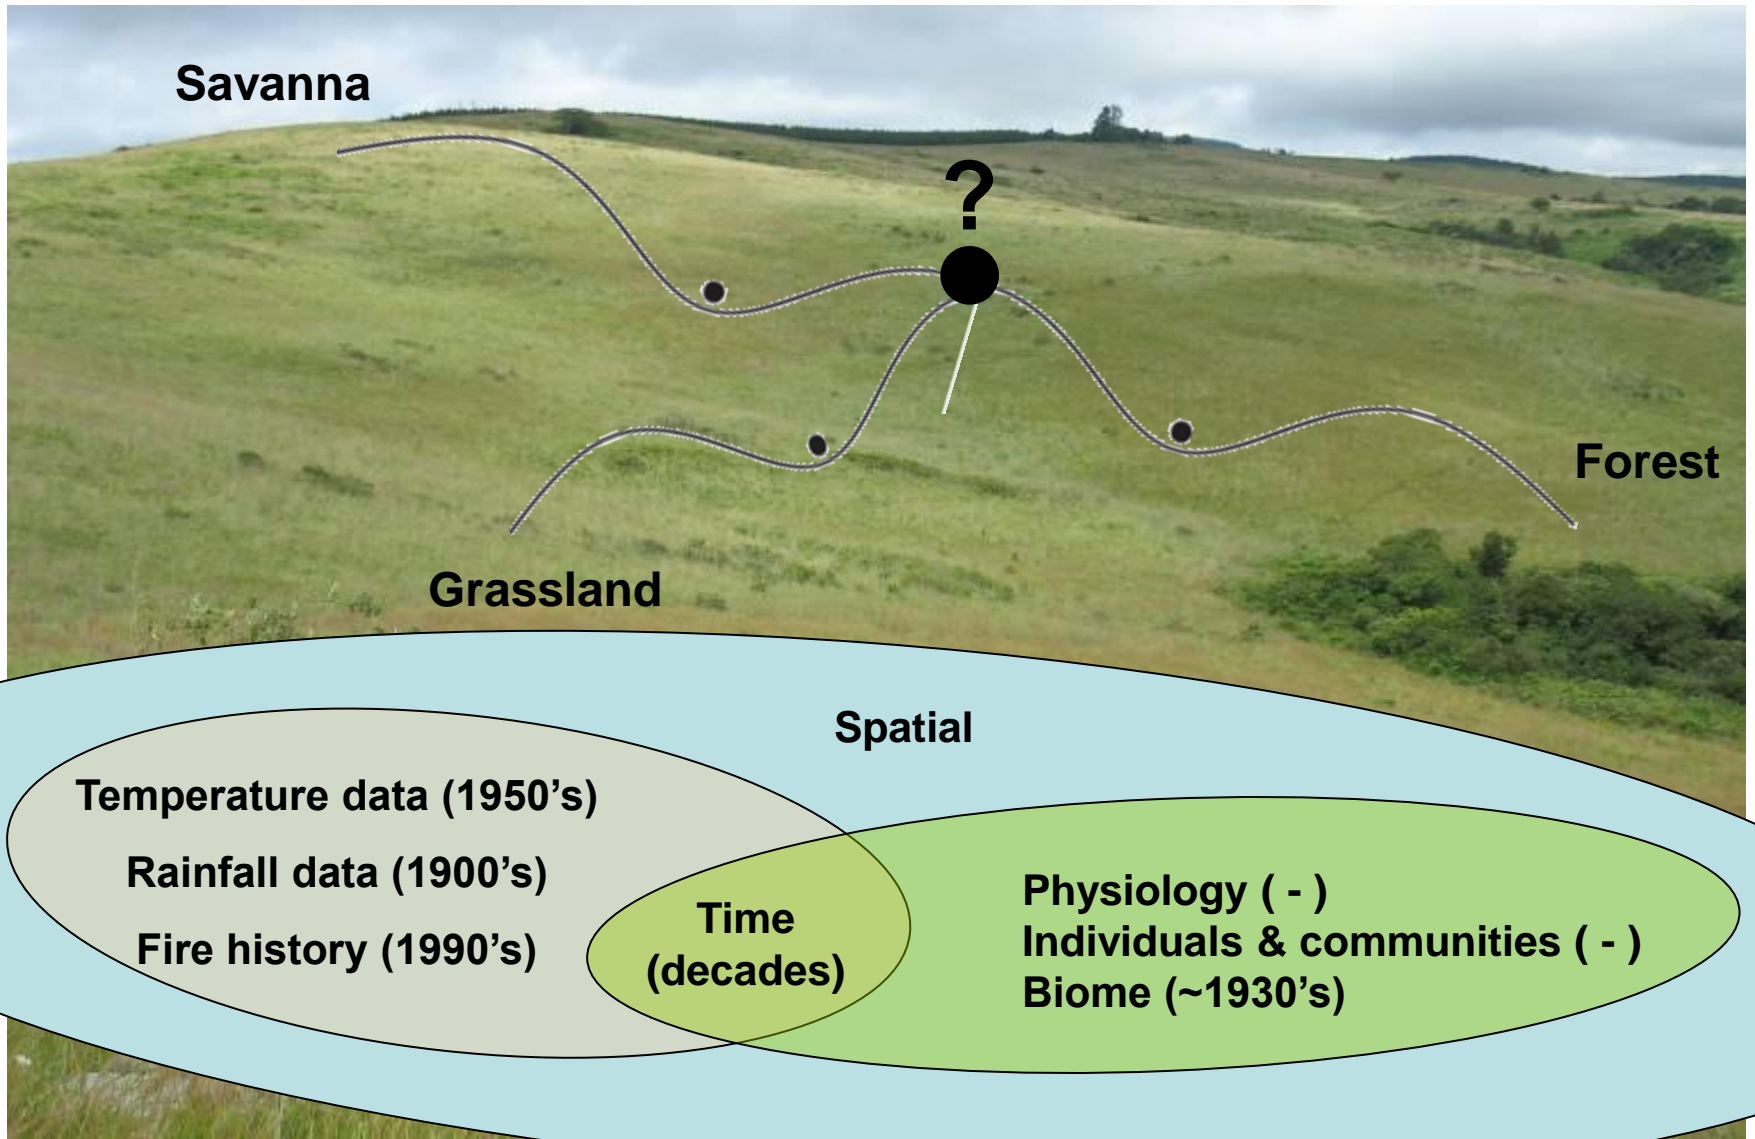 Savanna
?
Forest
Grassland
Spatial
Temperature data (1950’s)
Rainfall data (1900’s)
Fire history (1990’s)
Time
(decades)
Physiology ( - )
Individuals & communities ( - )
Biome (~1930’s)